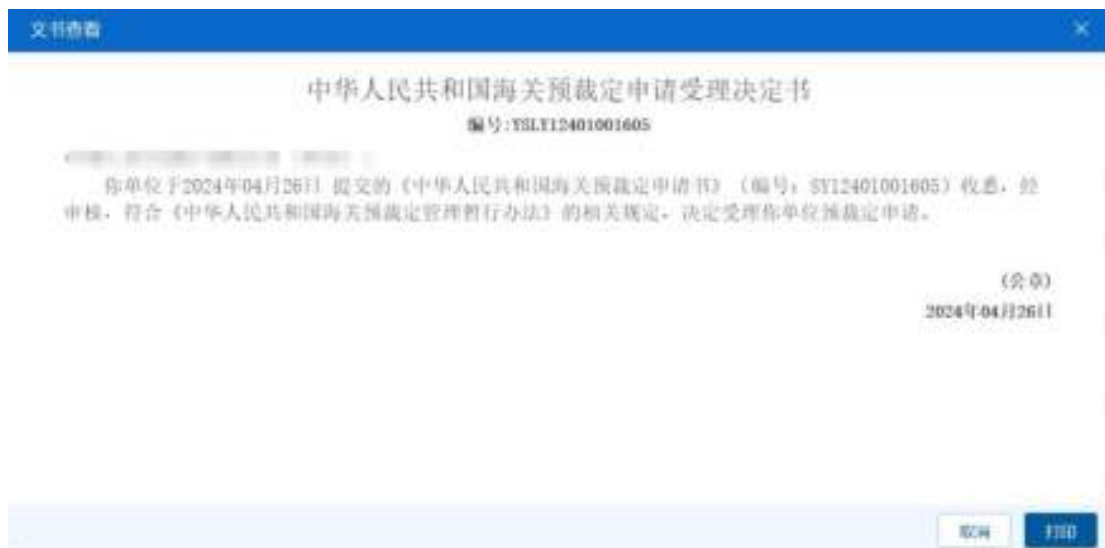 文书查看
中华人民共和国海关预裁定申请受理决定书
编号:YSLY12401001605
你单位于2024年04月26日 提交的《中华人民共和国海关预裁定申请书》（编号：SY12401001605）收悉，经
审核，符合《中华人民共和国海关预裁定管理暂行办法》的相关规定，决定受理你单位预裁定申请。
(公章)
2024年04月26日
取消
打印